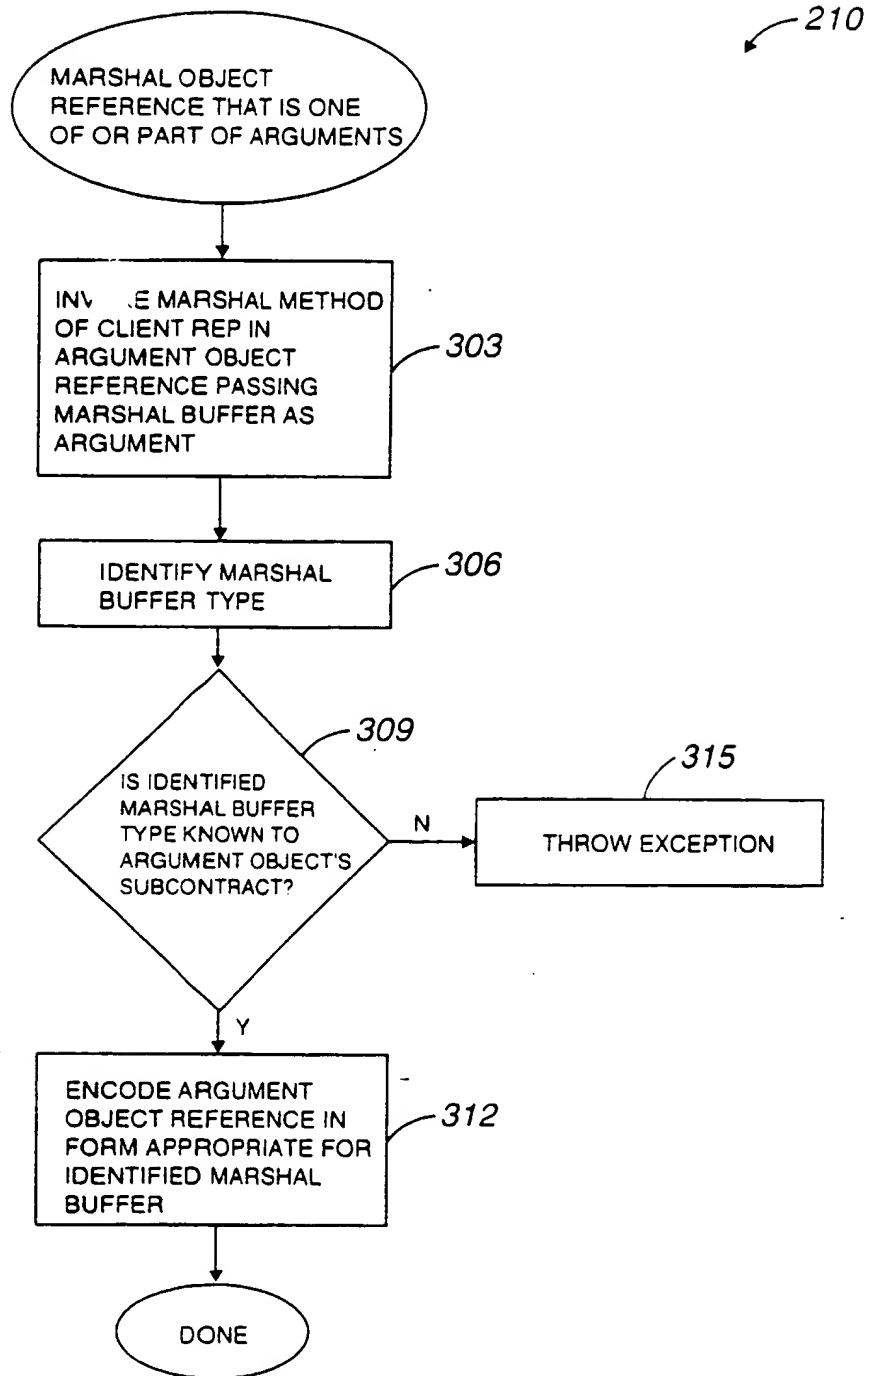 210
MARSHAL OBJECT
REFERENCE THAT IS ONE
OF OR PART OF ARGUMENTS
MARSHAL METHOD
OF CLIENT REP IN
ARGUMENT OBJECT
REFERENCE PASSING
MARSHAL BUFFER AS
ARGUMENT
303
IDENTIFY MARSHAL
BUFFER TYPE
306
309
IS IDENTIFIED
MARSHAL BUFFER
TYPE KNOWN TO
ARGUMENT OBJECT'S
SUBCONTRACT?
N
315
THROW EXCEPTION
Y
ENCODE ARGUMENT
OBJECT REFERENCE IN
FORM APPROPRIATE FOR
IDENTIFIED MARSHAL
BUFFER
312
DONE